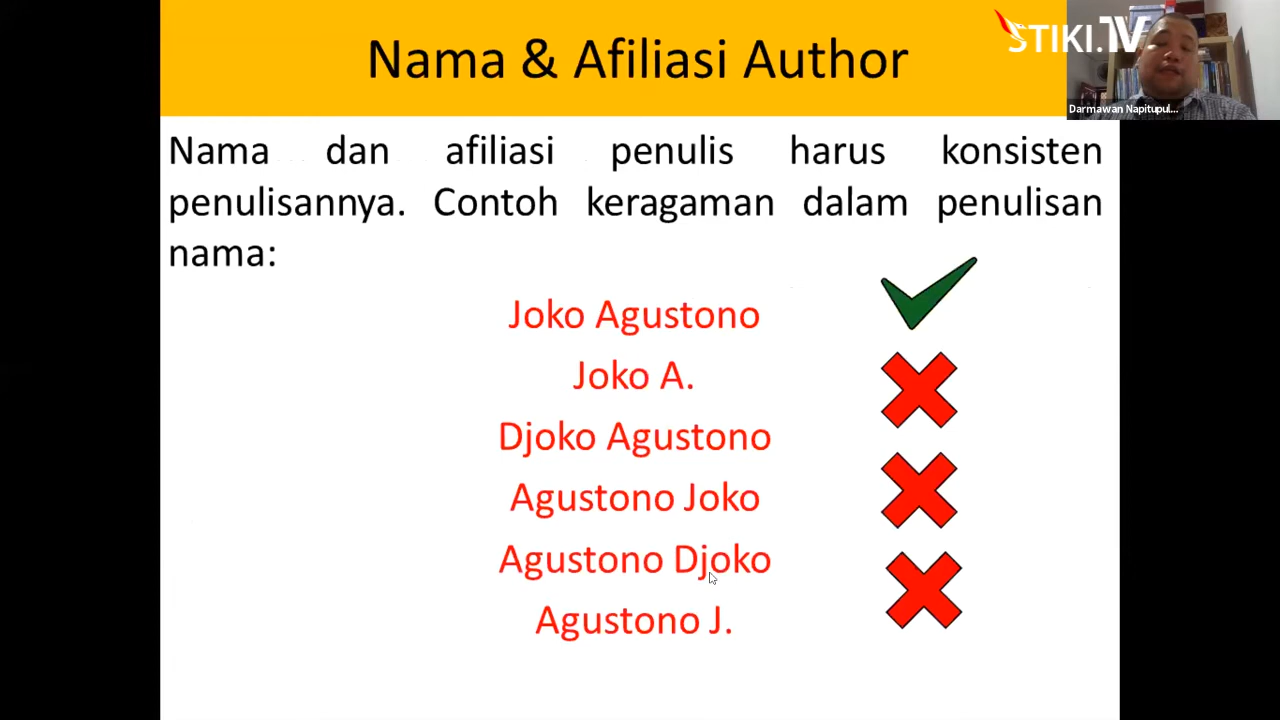 Nama & Afiliasi Author
STIKI.TV
Darmawan Napitupul...
Nama dan afiliasi penulis harus konsisten
penulisannya. Contoh keragaman dalam penulisan
nama:
Joko Agustono
Joko A.
Djoko Agustono
Agustono Joko
Agustono Djoko
Agustono J.